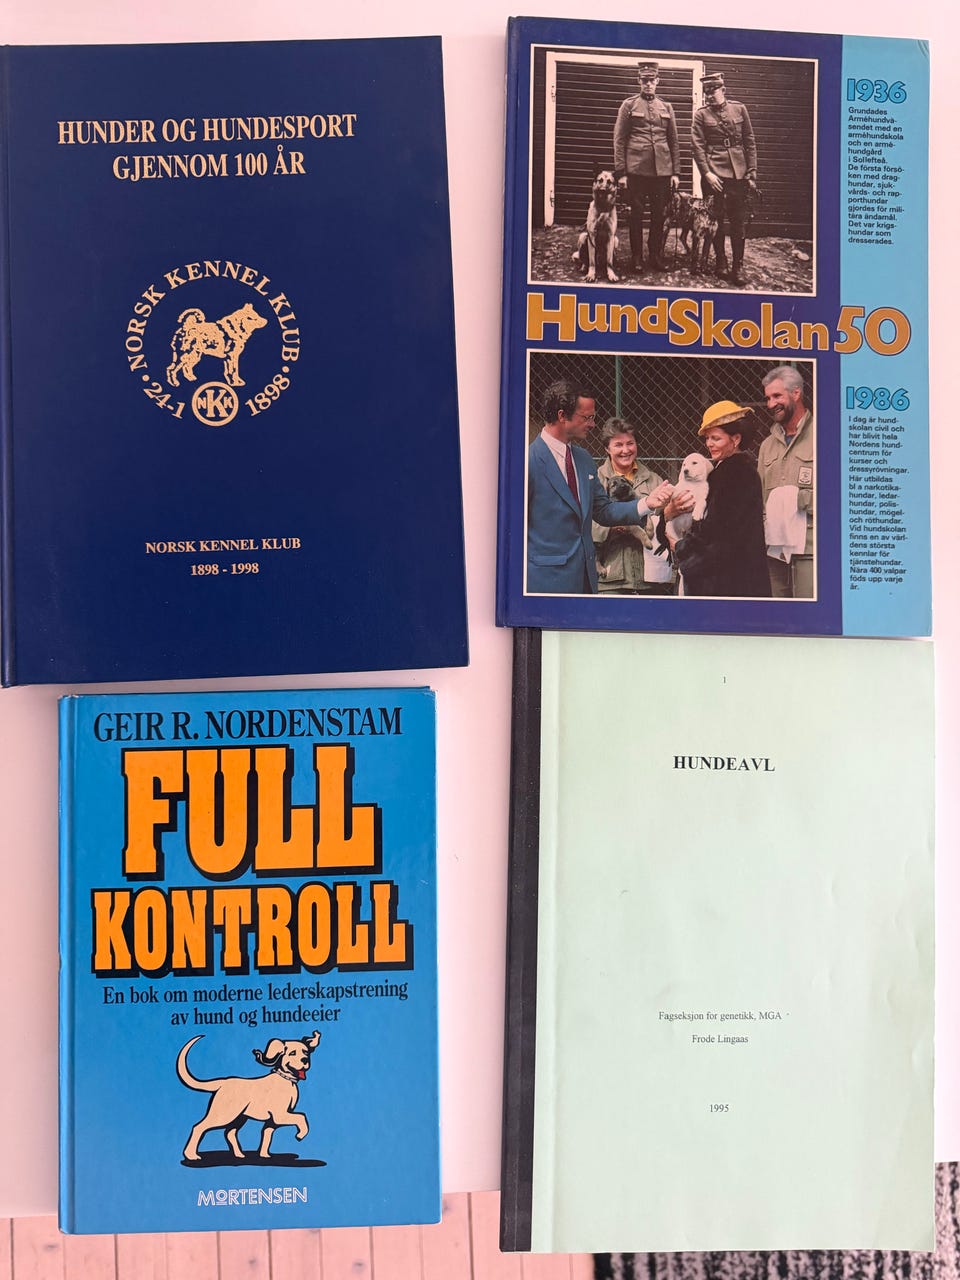 HUNDER OG HUNDESPORT
GJENNOM 100 ÅR
NORSK KENNEL KLUB
· 24-1 1898 ·
NKK
NORSK KENNEL KLUB
1898 - 1998
1936
Grundades
Arméhundvä-
sendet med en
arméhundskola
och en armé-
hundgård
i Sollefteå.
De första försö-
ken med drag-
hundar, sjuk-
vårds- och rap-
porthundar
gjordes för mili-
tära ändamål.
Det var krigs-
hundar som
dresserades.
HundSkolan 50
1986
I dag är hund-
skolan civil och
har blivit hela
Nordens hund-
centrum för
kurser och
dressyrövningar.
Här utbildas
bl a narkotika-
hundar, ledar-
hundar, polis-
hundar, mögel-
och röthundar.
Vid hundskolan
finns en av värl-
dens största
kennlar för
tjänstehundar.
Nära 400 valpar
föds upp varje
år.
GEIR R. NORDENSTAM
FULL
KONTROLL
En bok om moderne lederskapstrening
av hund og hundeeier
MORTENSEN
1
HUNDEAVL
Fagseksjon for genetikk, MGA
Frode Lingaas
1995